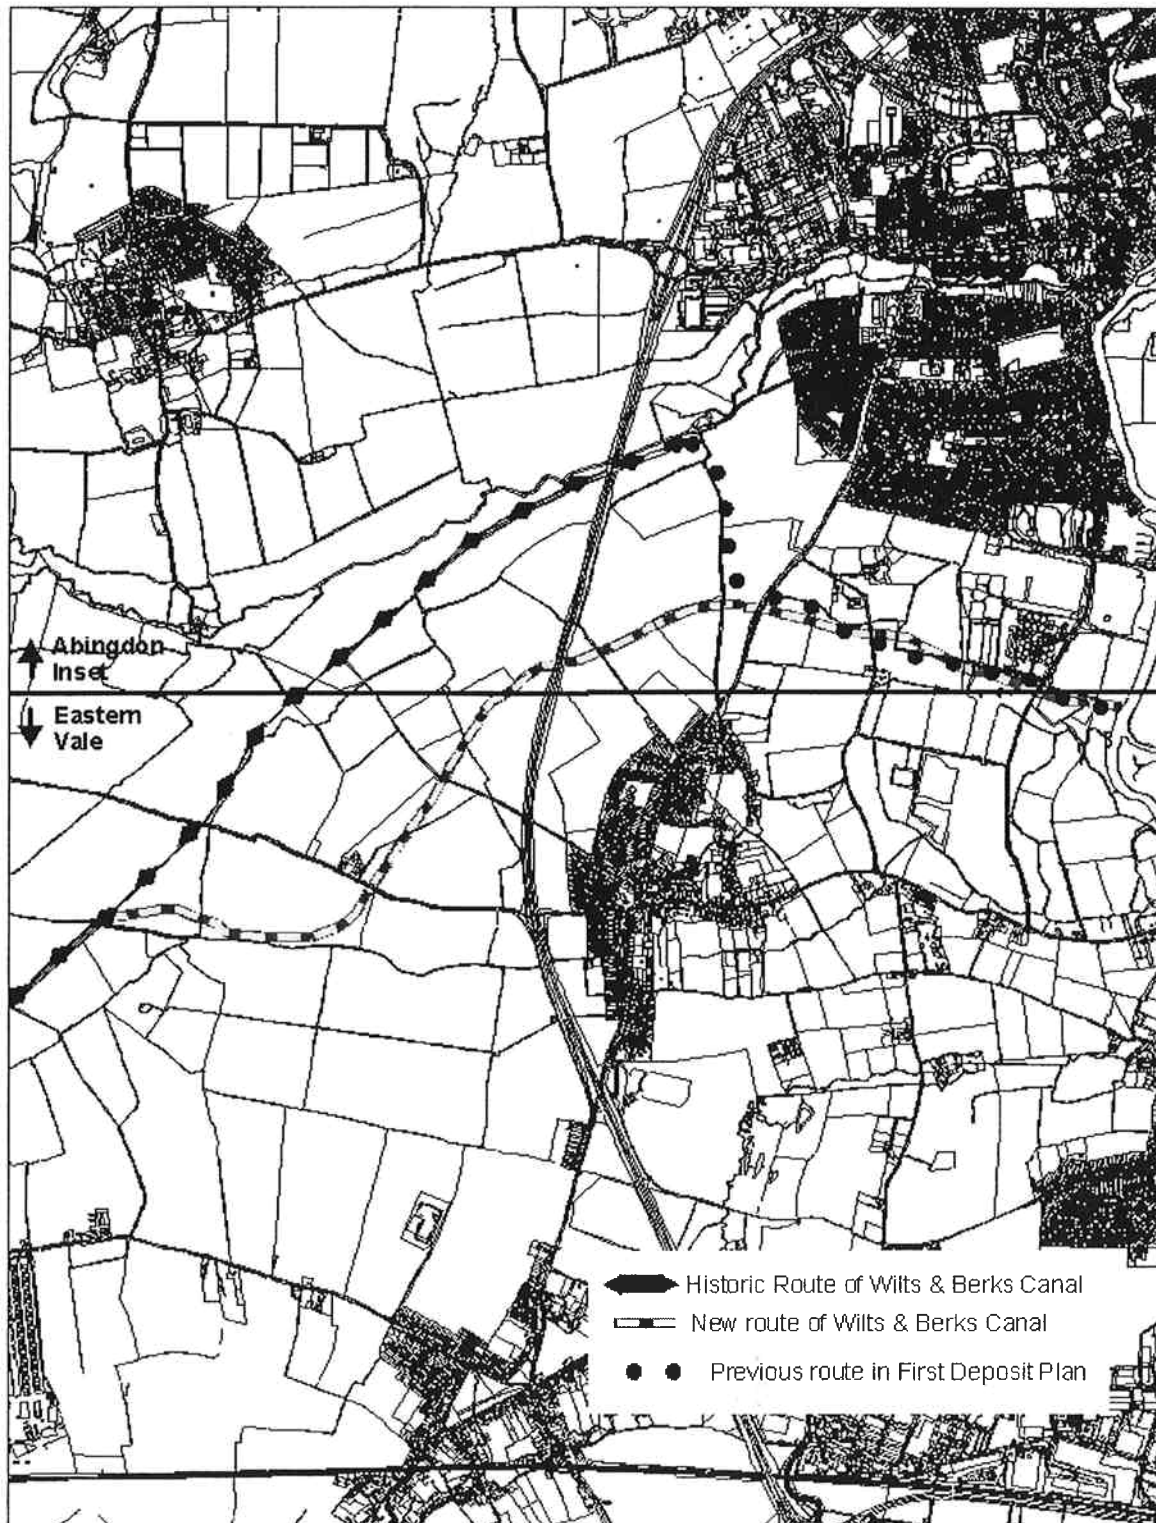 Abingdon
Inset
Eastern
Vale
Historic Route of Wilts & Berks Canal
New route of Wilts & Berks Canal
Previous route in First Deposit Plan